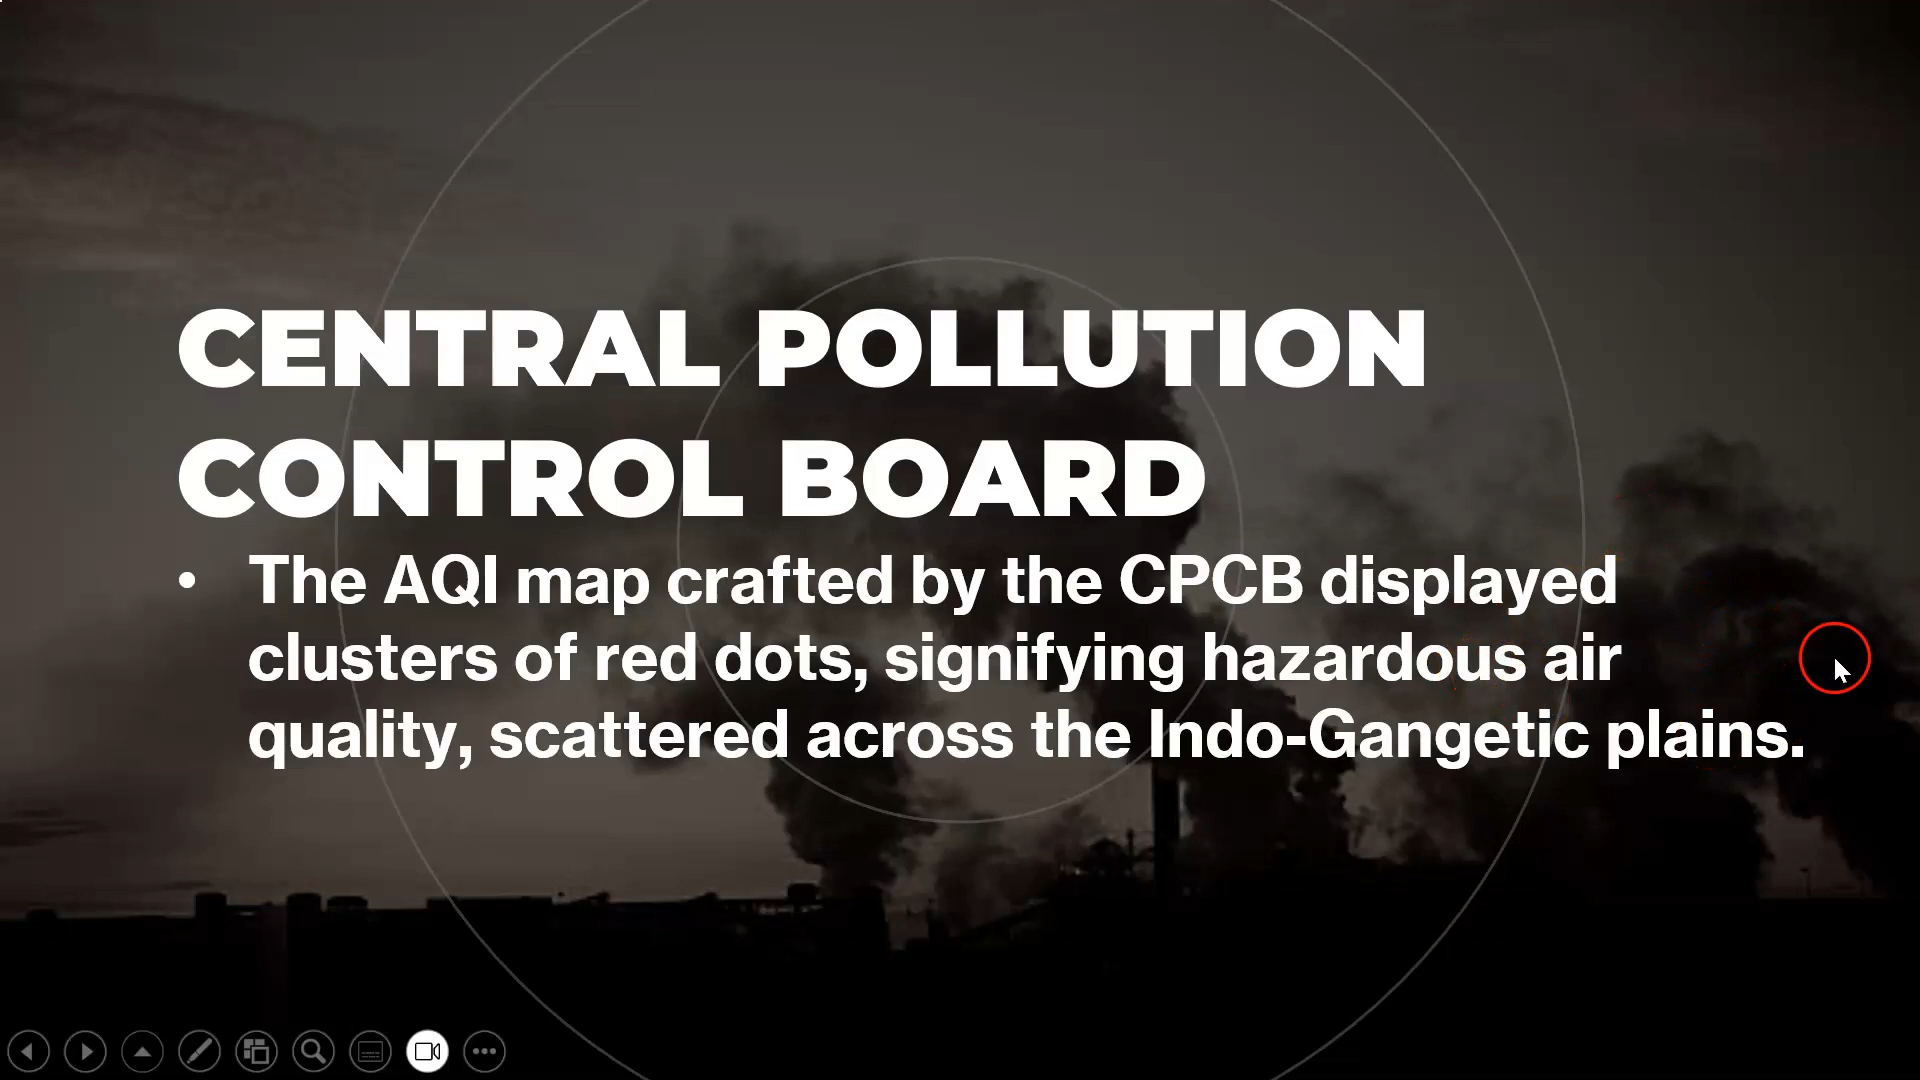 CENTRAL POLLUTION
CONTROL BOARD
• The AQI map crafted by the CPCB displayed
clusters of red dots, signifying hazardous air
quality, scattered across the Indo-Gangetic plains.